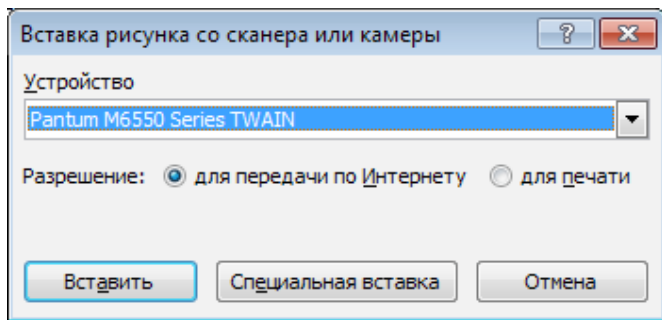 Вставка рисунка со сканера или камеры
Устройство
Pantum M6550 Series TWAIN
Разрешение: для передачи по Интернету для печати
Вставить Специальная вставка Отмена